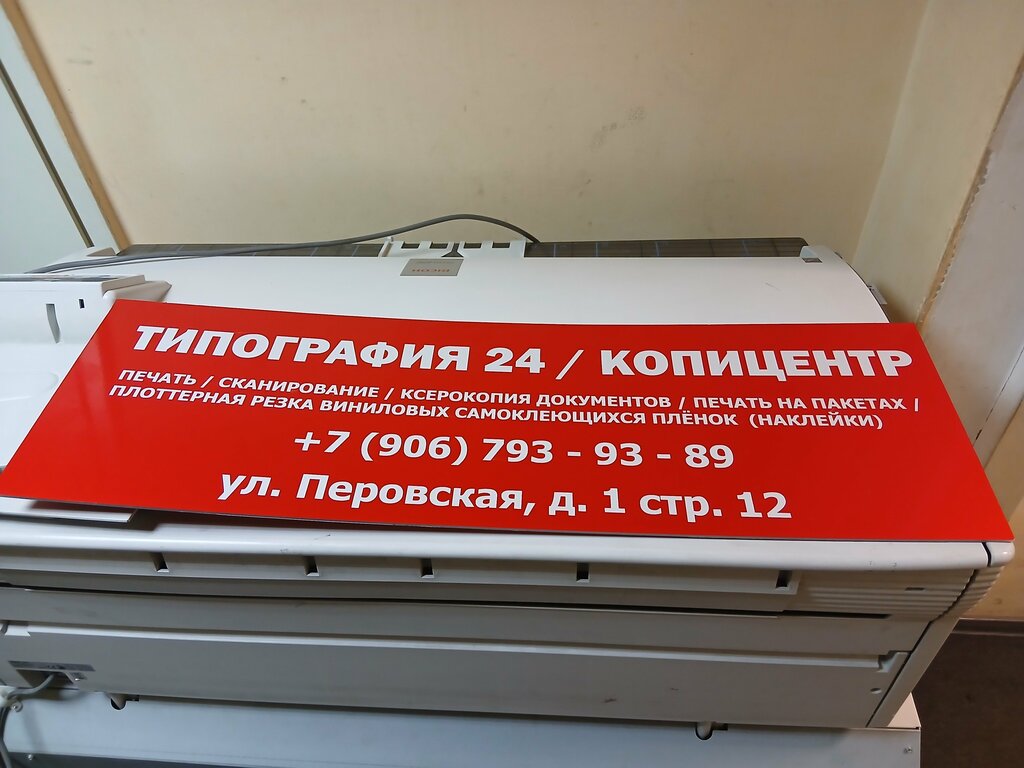 RICOH
ТИПОГРАФИЯ 24 / КОПИЦЕНТР
ПЕЧАТЬ / СКАНИРОВАНИЕ / КСЕРОКОПИЯ ДОКУМЕНТОВ / ПЕЧАТЬ НА ПАКЕТАХ /
ПЛОТТЕРНАЯ РЕЗКА ВИНИЛОВЫХ САМОКЛЕЮЩИХСЯ ПЛЁНОК (НАКЛЕЙКИ)
+7 (906) 793 - 93 - 89
ул. Перовская, д. 1 стр. 12